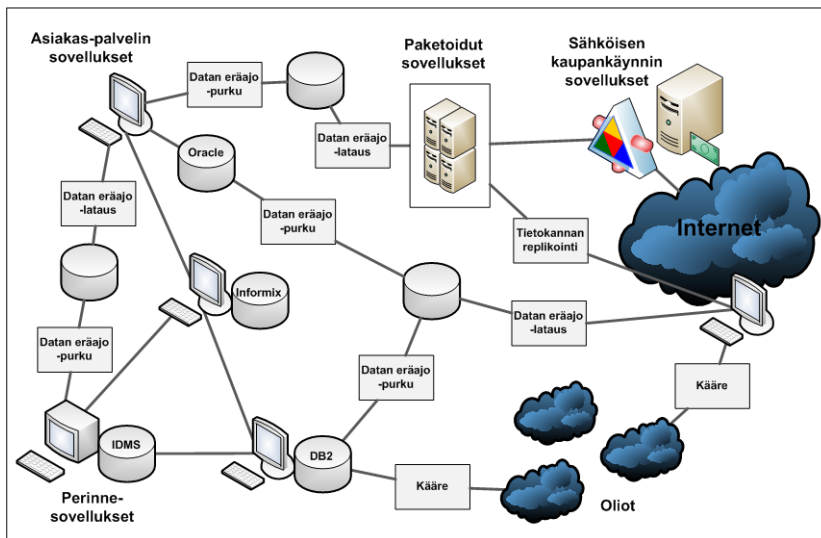 Asiakas-palvelin
sovellukset
Paketoidut
sovellukset
Sähköisen
kaupankäynnin
sovellukset
Datan eräajo
-purku
Datan eräajo
-lataus
Oracle
Datan eräajo
-lataus
Datan eräajo
-purku
Tietokannan
replikointi
Internet
Informix
Datan eräajo
-lataus
Datan eräajo
-purku
Datan eräajo
-purku
Kääre
IDMS
DB2
Kääre
Perinne-
sovellukset
Oliot